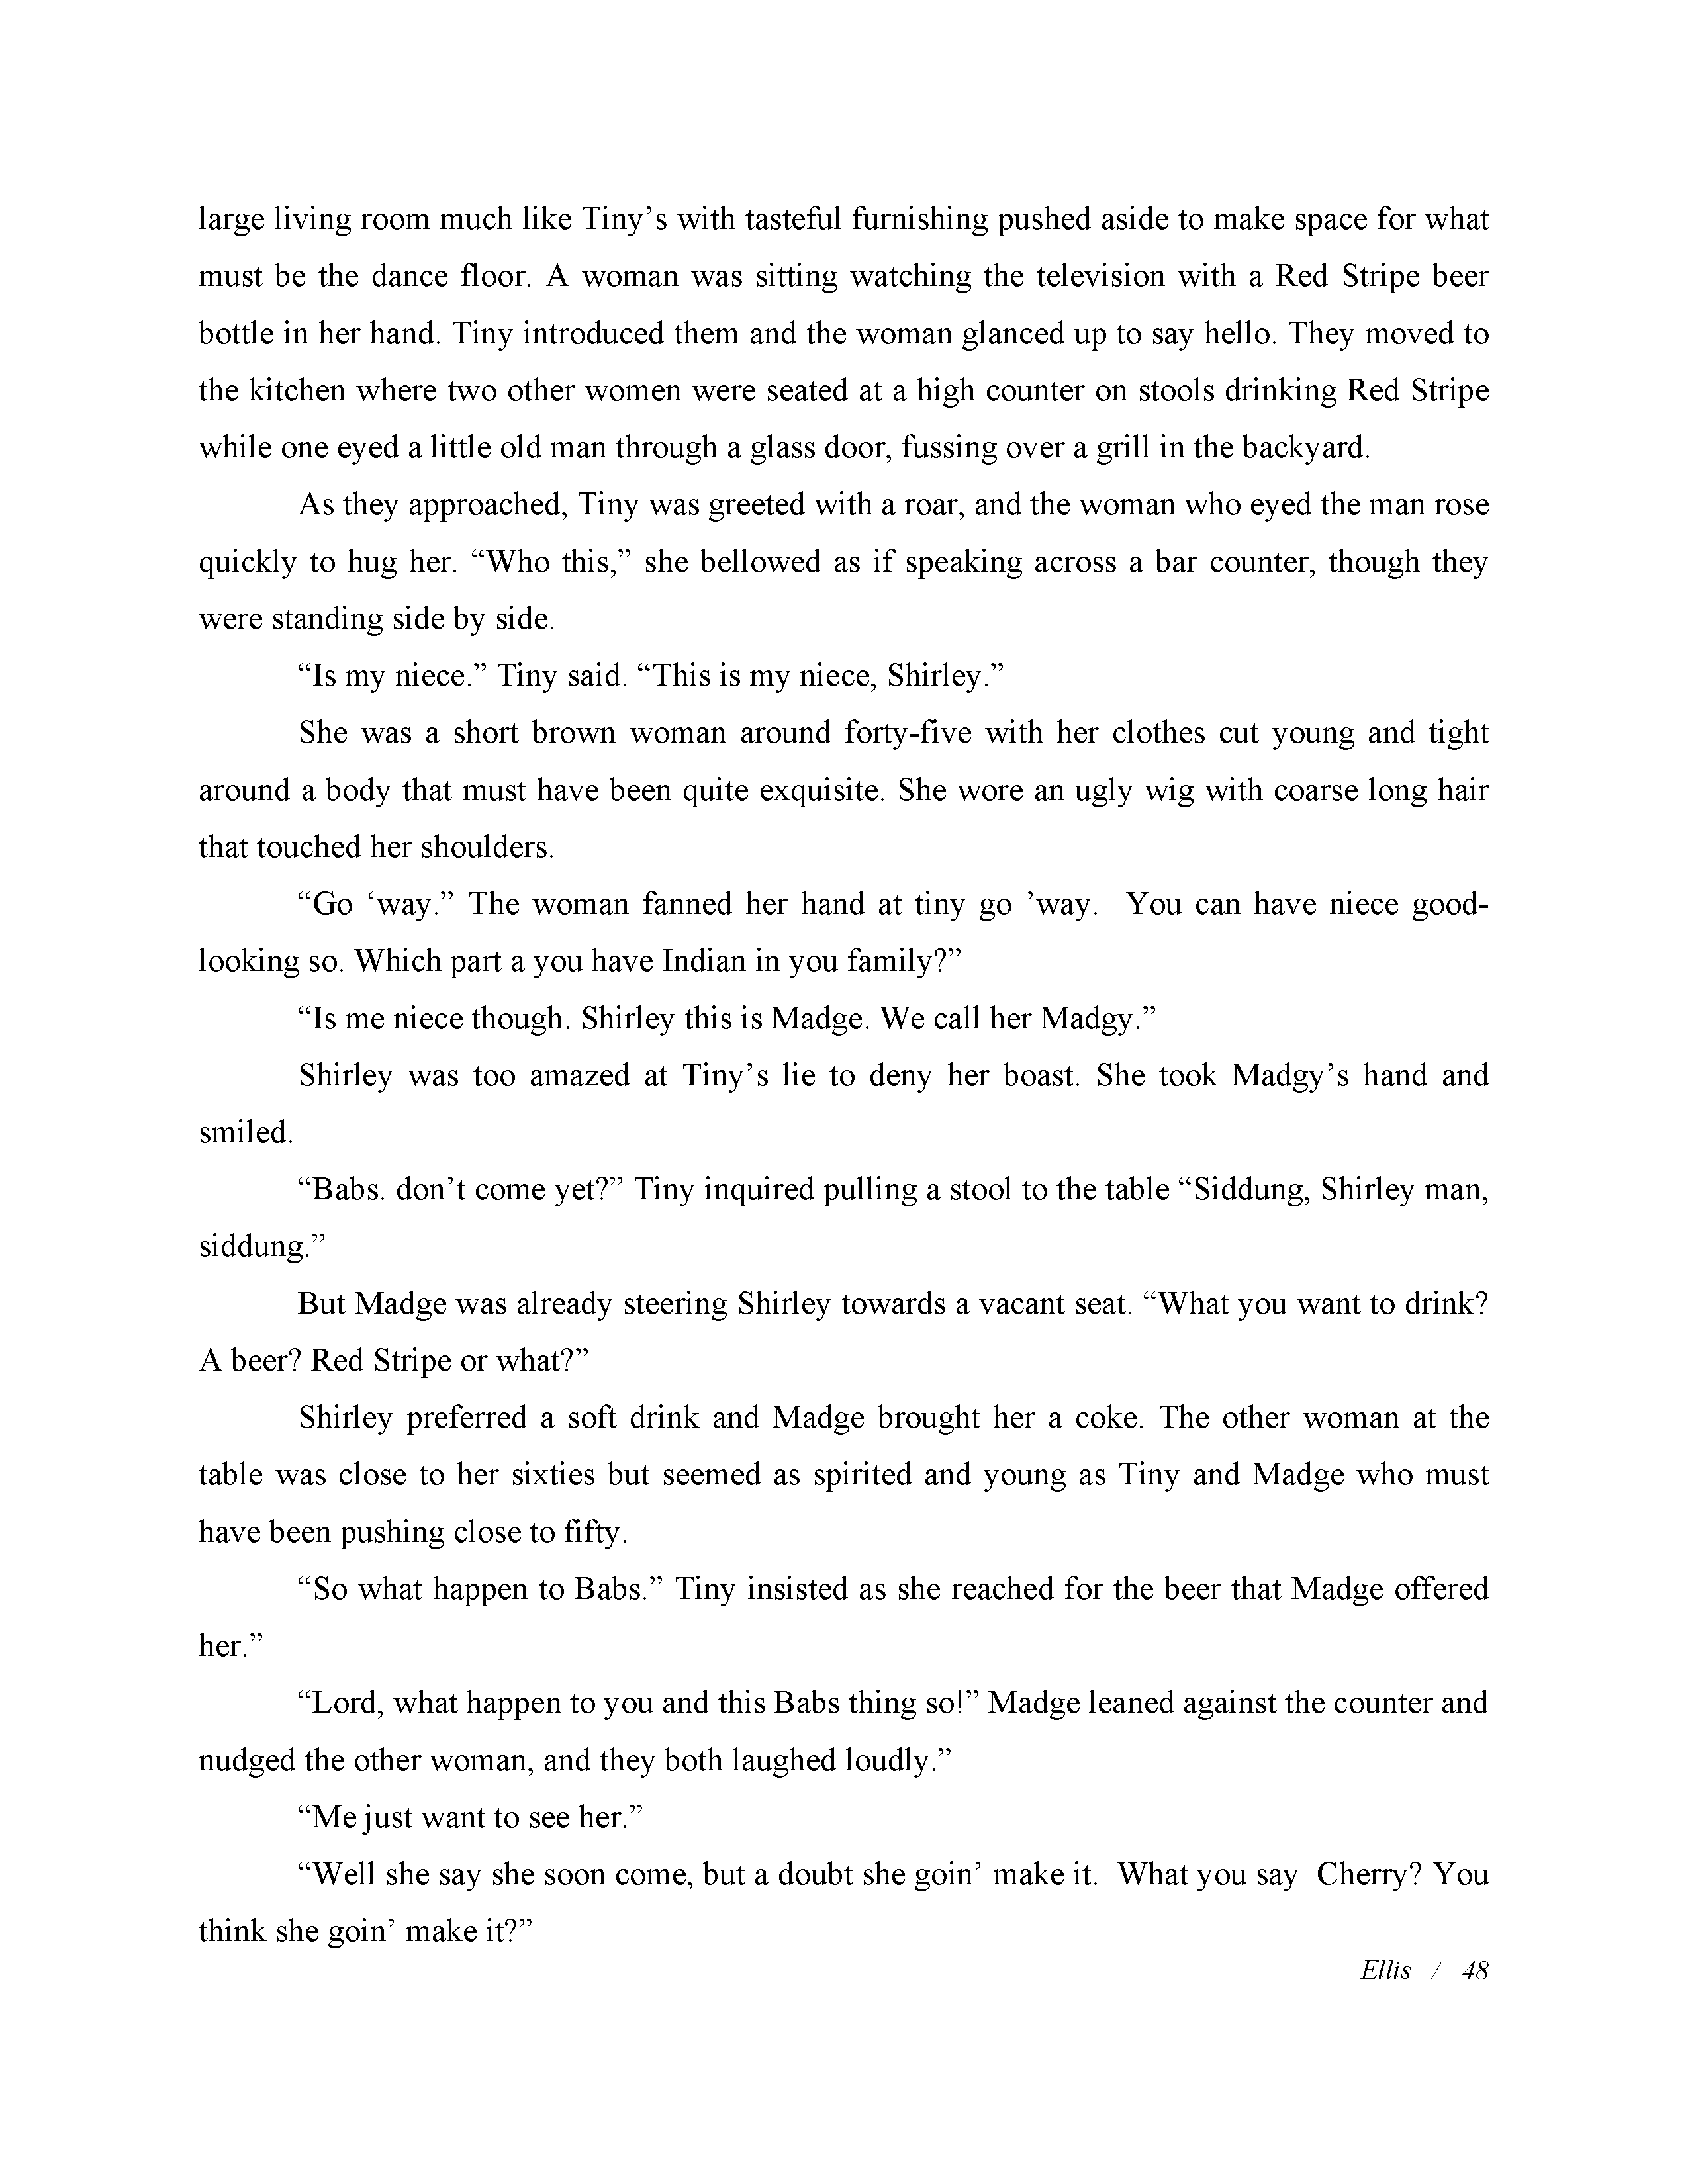 large living room much like Tiny’s with tasteful furnishing pushed aside to make space for what
must be the dance floor. A woman was sitting watching the television with a Red Stripe beer
bottle in her hand. Tiny introduced them and the woman glanced up to say hello. They moved to
the kitchen where two other women were seated at a high counter on stools drinking Red Stripe
while one eyed a little old man through a glass door, fussing over a grill in the backyard.
As they approached, Tiny was greeted with a roar, and the woman who eyed the man rose
quickly to hug her. “Who this,” she bellowed as if speaking across a bar counter, though they
were standing side by side.
“Is my niece.” Tiny said. “This is my niece, Shirley.”
She was a short brown woman around forty-five with her clothes cut young and tight
around a body that must have been quite exquisite. She wore an ugly wig with coarse long hair
that touched her shoulders.
“Go ‘way.” The woman fanned her hand at tiny go ’way.  You can have niece good-
looking so. Which part a you have Indian in you family?”
“Is me niece though. Shirley this is Madge. We call her Madgy.”
Shirley was too amazed at Tiny’s lie to deny her boast. She took Madgy’s hand and
smiled.
“Babs. don’t come yet?” Tiny inquired pulling a stool to the table “Siddung, Shirley man,
siddung.”
But Madge was already steering Shirley towards a vacant seat. “What you want to drink?
A beer? Red Stripe or what?”
Shirley preferred a soft drink and Madge brought her a coke. The other woman at the
table was close to her sixties but seemed as spirited and young as Tiny and Madge who must
have been pushing close to fifty.
“So what happen to Babs.” Tiny insisted as she reached for the beer that Madge offered
her.”
“Lord, what happen to you and this Babs thing so!” Madge leaned against the counter and
nudged the other woman, and they both laughed loudly.”
“Me just want to see her.”
“Well she say she soon come, but a doubt she goin’ make it.  What you say  Cherry? You
think she goin’ make it?”
Ellis / 48